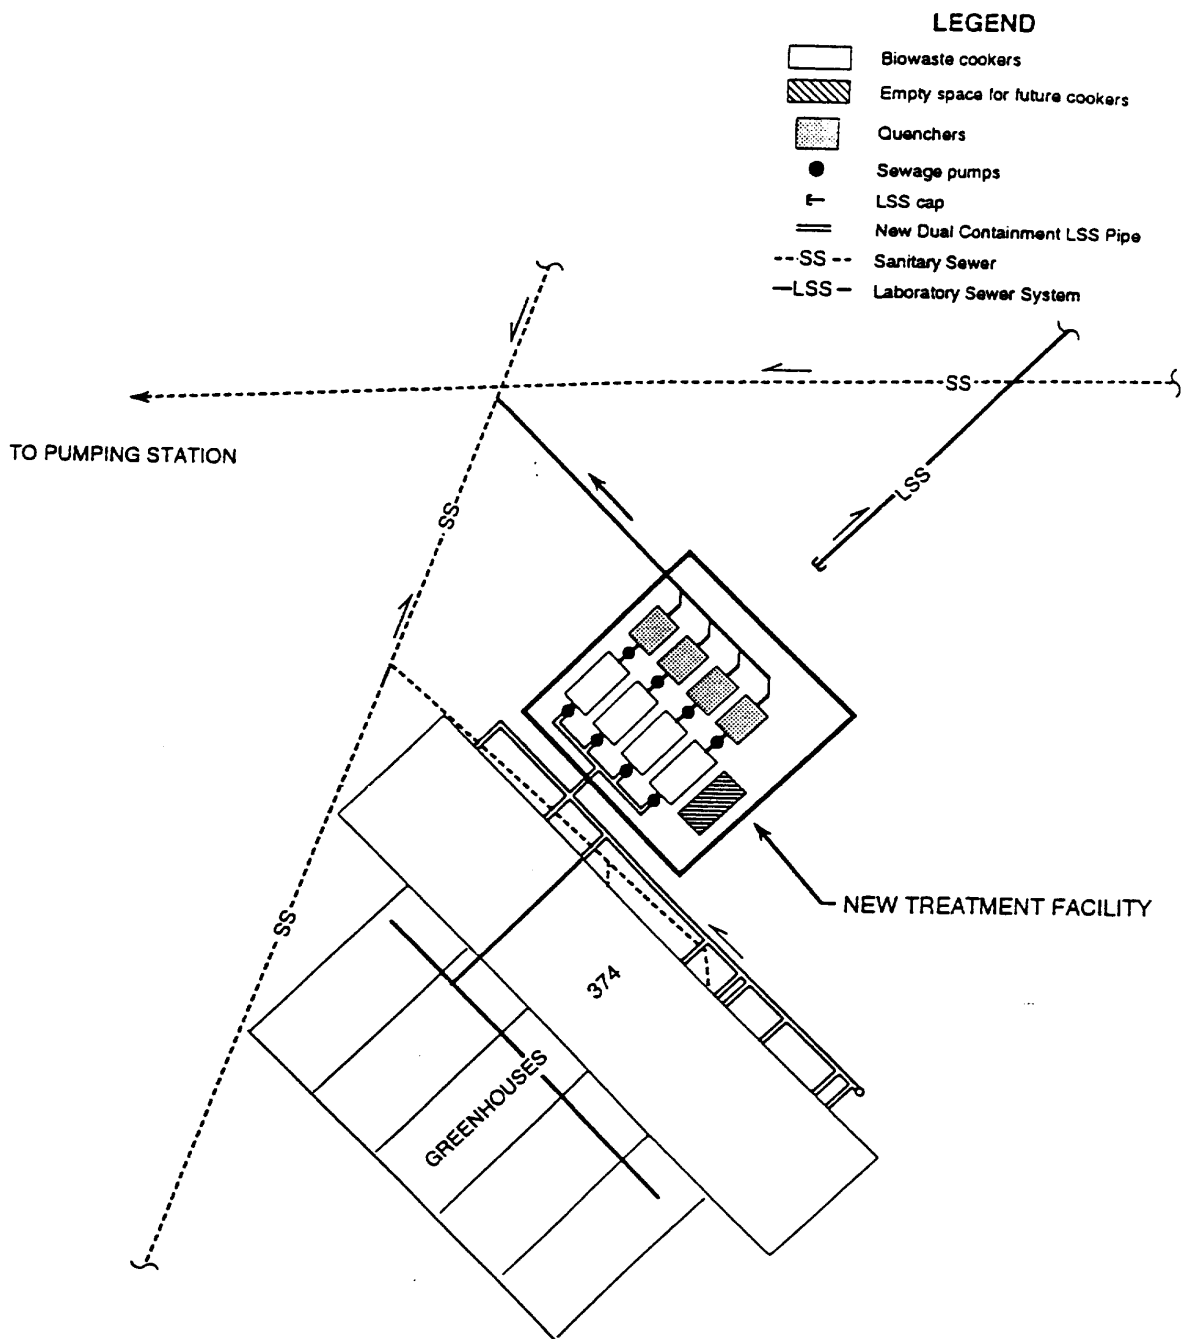 LEGEND
Biowaste cookers
Empty space for future cookers
Quenchers
Sewage pumps
LSS cap
New Dual Containment LSS Pipe
SS Sanitary Sewer
LSS Laboratory Sewer System
SS
TO PUMPING STATION
LSS
SS
NEW TREATMENT FACILITY
SS
374
GREENHOUSES